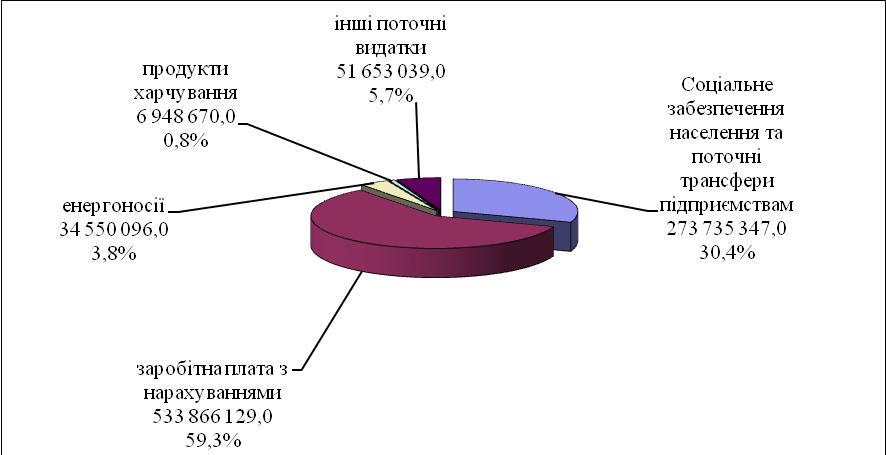 інші поточні
видатки
51 653 039,0
5,7%
продукти
харчування
6 948 670,0
0,8%
Соціальне
забезпечення
населення та
поточні
трансфери
підприємствам
273 735 347,0
30,4%
енергоносії
34 550 096,0
3,8%
заробітна плата з
нарахуваннями
533 866 129,0
59,3%